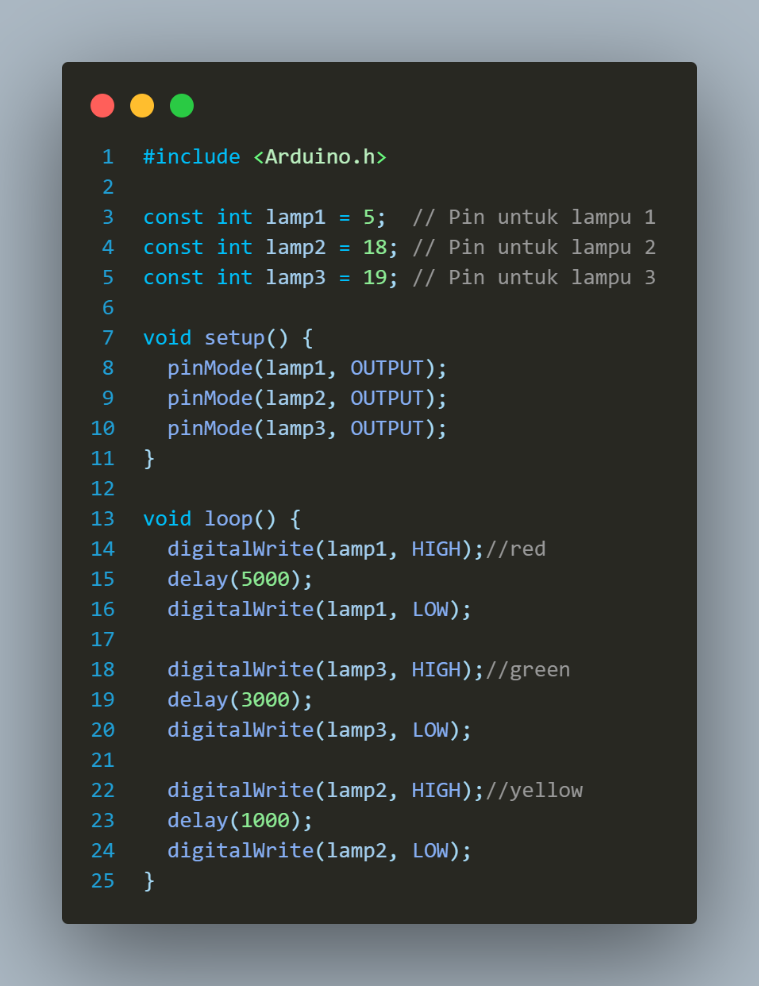 1 #include <Arduino.h>
2
3 const int lamp1 = 5;  // Pin untuk lampu 1
4 const int lamp2 = 18; // Pin untuk lampu 2
5 const int lamp3 = 19; // Pin untuk lampu 3
6
7 void setup() {
8   pinMode(lamp1, OUTPUT);
9   pinMode(lamp2, OUTPUT);
10   pinMode(lamp3, OUTPUT);
11 }
12
13 void loop() {
14   digitalWrite(lamp1, HIGH);//red
15   delay(5000);
16   digitalWrite(lamp1, LOW);
17
18   digitalWrite(lamp3, HIGH);//green
19   delay(3000);
20   digitalWrite(lamp3, LOW);
21
22   digitalWrite(lamp2, HIGH);//yellow
23   delay(1000);
24   digitalWrite(lamp2, LOW);
25 }